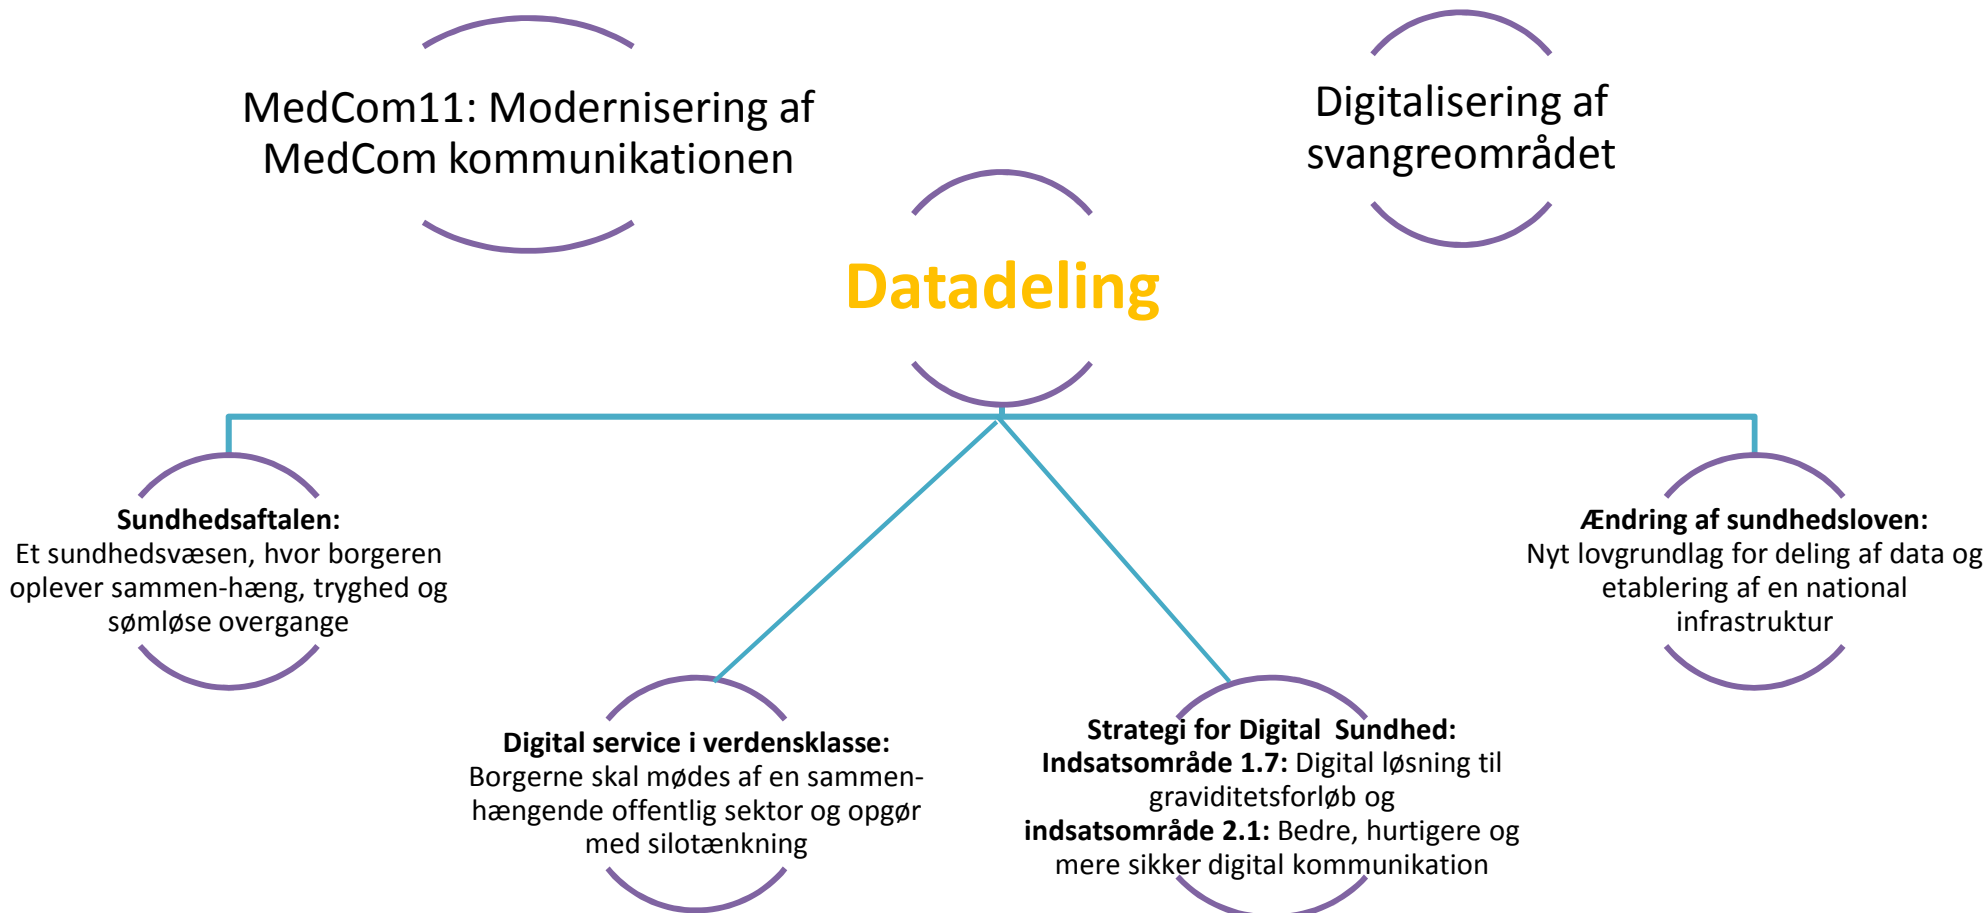 MedCom11: Modernisering af
MedCom kommunikationen
Digitalisering af
svangreområdet
Datadeling
Sundhedsaftalen:
Et sundhedsvæsen, hvor borgeren
oplever sammen-hæng, tryghed og
sømløse overgange
Digital service i verdensklasse:
Borgerne skal mødes af en sammen-
hængende offentlig sektor og opgør
med silotænkning
Strategi for Digital  Sundhed:
Indsatsområde 1.7: Digital løsning til
graviditetsforløb og
indsatsområde 2.1: Bedre, hurtigere og
mere sikker digital kommunikation
Ændring af sundhedsloven:
Nyt lovgrundlag for deling af data og
etablering af en national
infrastruktur